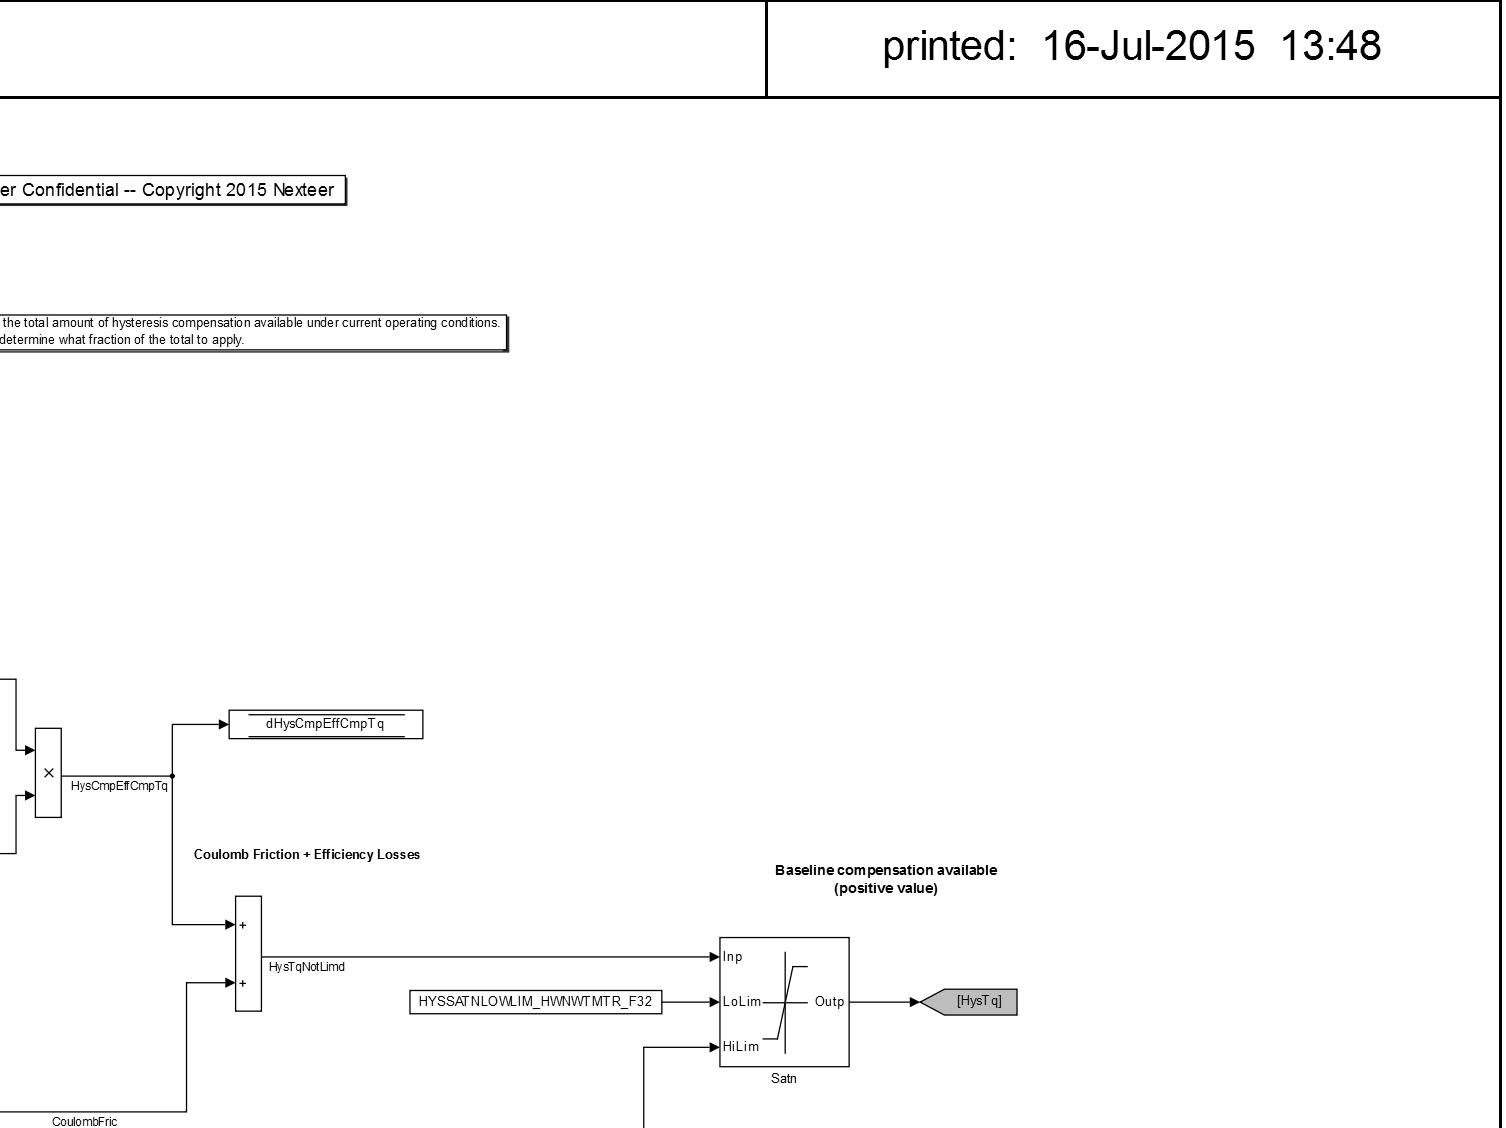 printed: 16-Jul-2015 13:48
er Confidential -- Copyright 2015 Nexteer
the total amount of hysteresis compensation available under current operating conditions.
determine what fraction of the total to apply.
dHysCmpEffCmpTq
×
HysCmpEffCmpTq
Coulomb Friction + Efficiency Losses
Baseline compensation available
(positive value)
+
HysTqNotLimd
+
Inp
HYSSATNLOWLIM_HWNWTMTR_F32
LoLim
Outp
[HysTq]
HiLim
Satn
CoulombFric